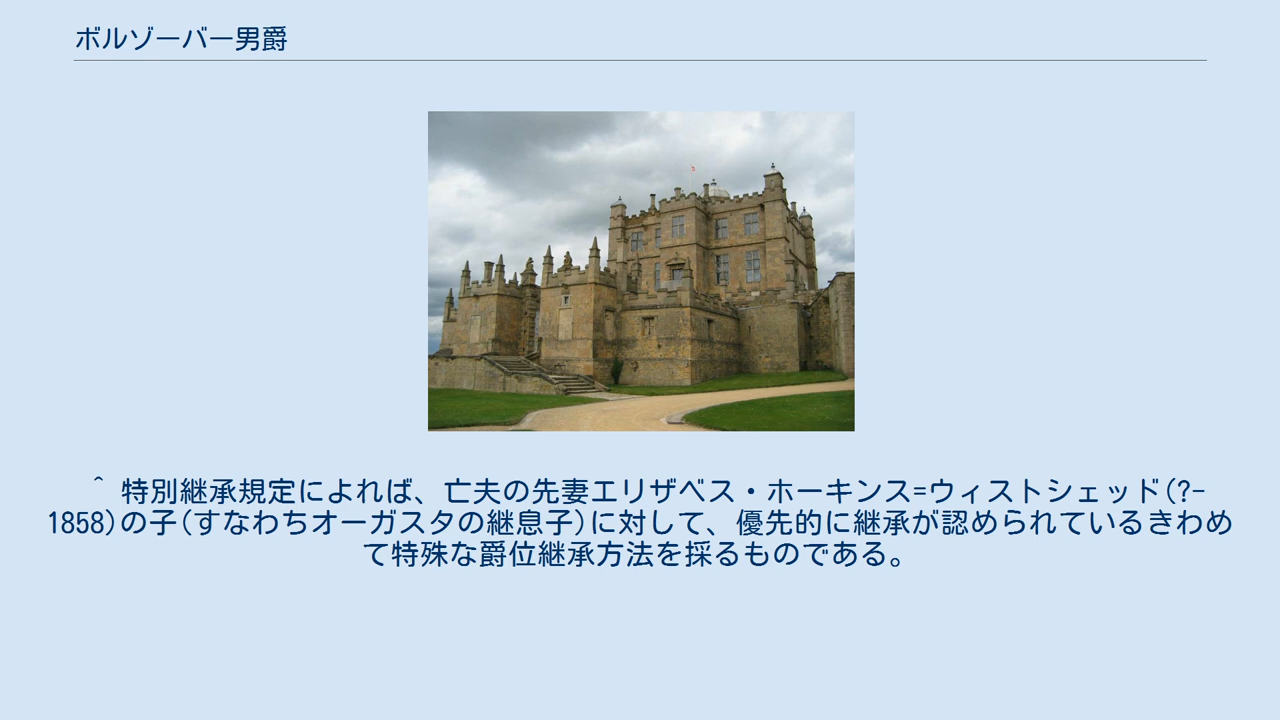 ボルゾーバー男爵
^ 特別継承規定によれば、亡夫の先妻エリザベス・ホーキンス=ウィストシェッド(?-
1858)の子(すなわちオーガスタの継息子)に対して、優先的に継承が認められているきわめ
て特殊な爵位継承方法を採るものである。